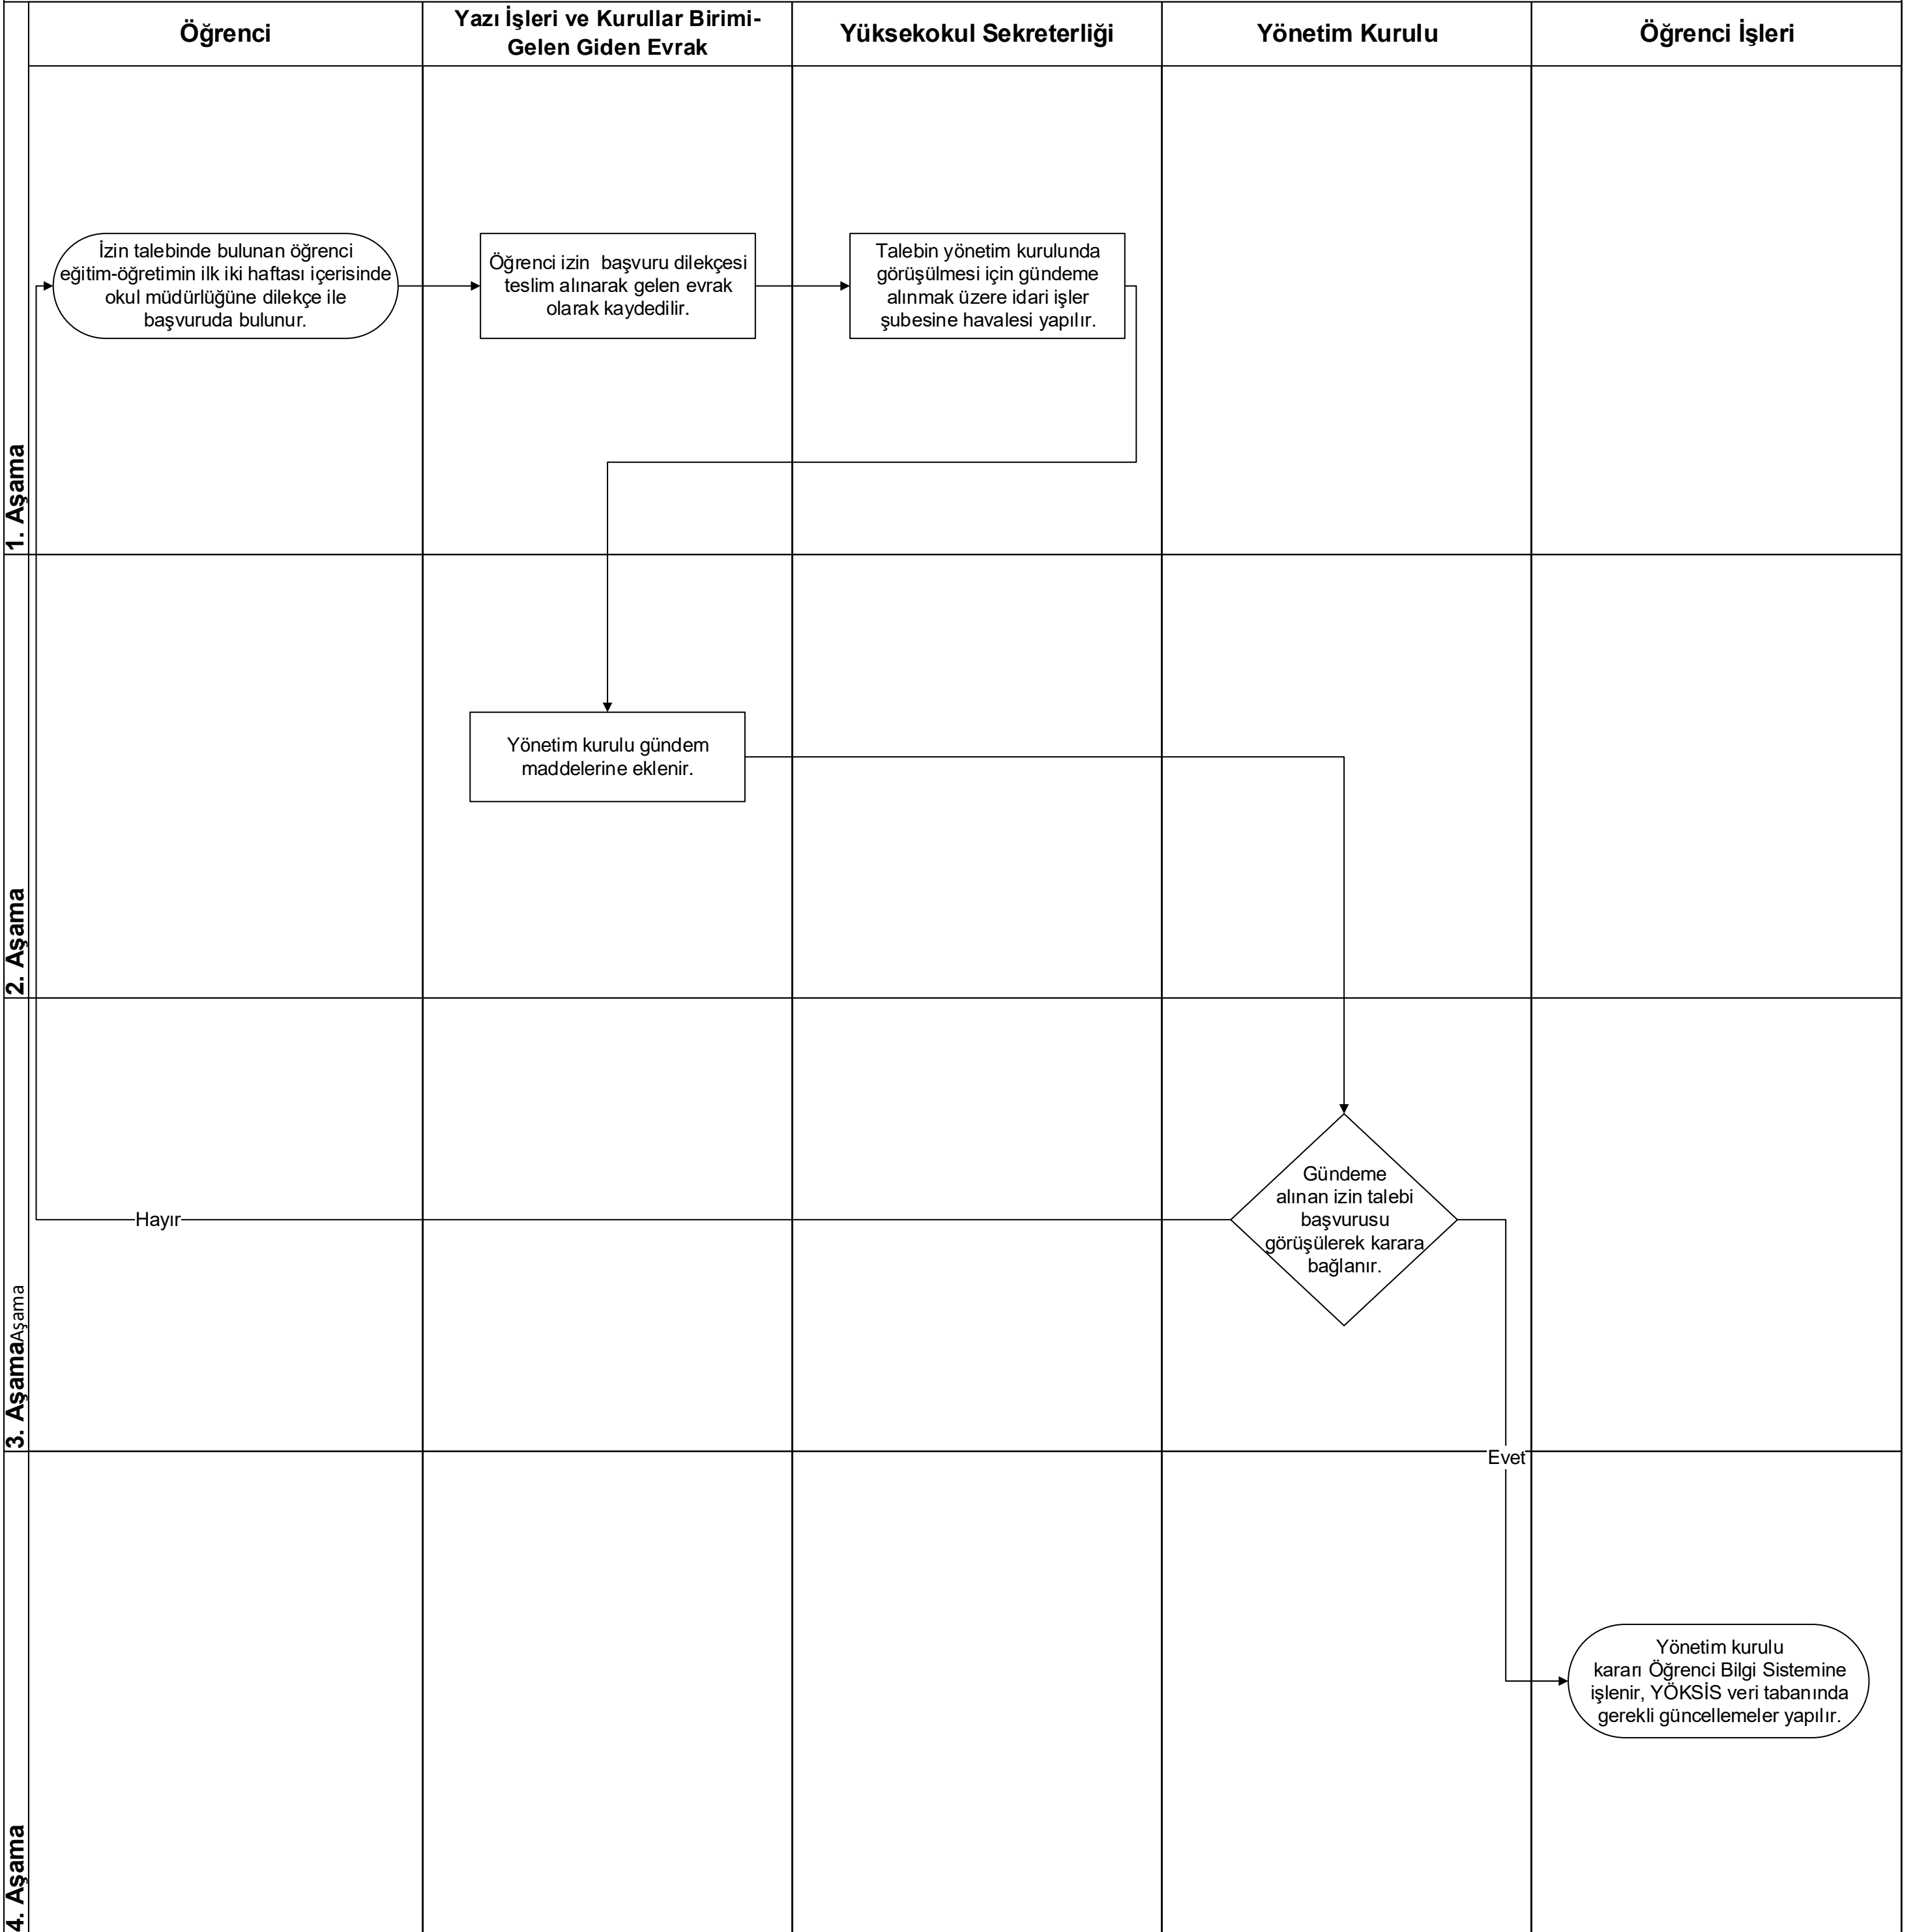 Öğrenci
Yazı İşleri ve Kurullar Birimi-
Gelen Giden Evrak
Yüksekokul Sekreterliği
Yönetim Kurulu
Öğrenci İşleri
1. Aşama
İzin talebinde bulunan öğrenci
eğitim-öğretimin ilk iki haftası içerisinde
okul müdürlüğüne dilekçe ile
başvuruda bulunur.
Öğrenci izin  başvuru dilekçesi
teslim alınarak gelen evrak
olarak kaydedilir.
Talebin yönetim kurulunda
görüşülmesi için gündeme
alınmak üzere idari işler
şubesine havalesi yapılır.
2. Aşama
Yönetim kurulu gündem
maddelerine eklenir.
3. AşamaAşama
Gündeme
alınan izin talebi
başvurusu
görüşülerek karara
bağlanır.
Hayır
Evet
4. Aşama
Yönetim kurulu
kararı Öğrenci Bilgi Sistemine
işlenir, YÖKSİS veri tabanında
gerekli güncellemeler yapılır.